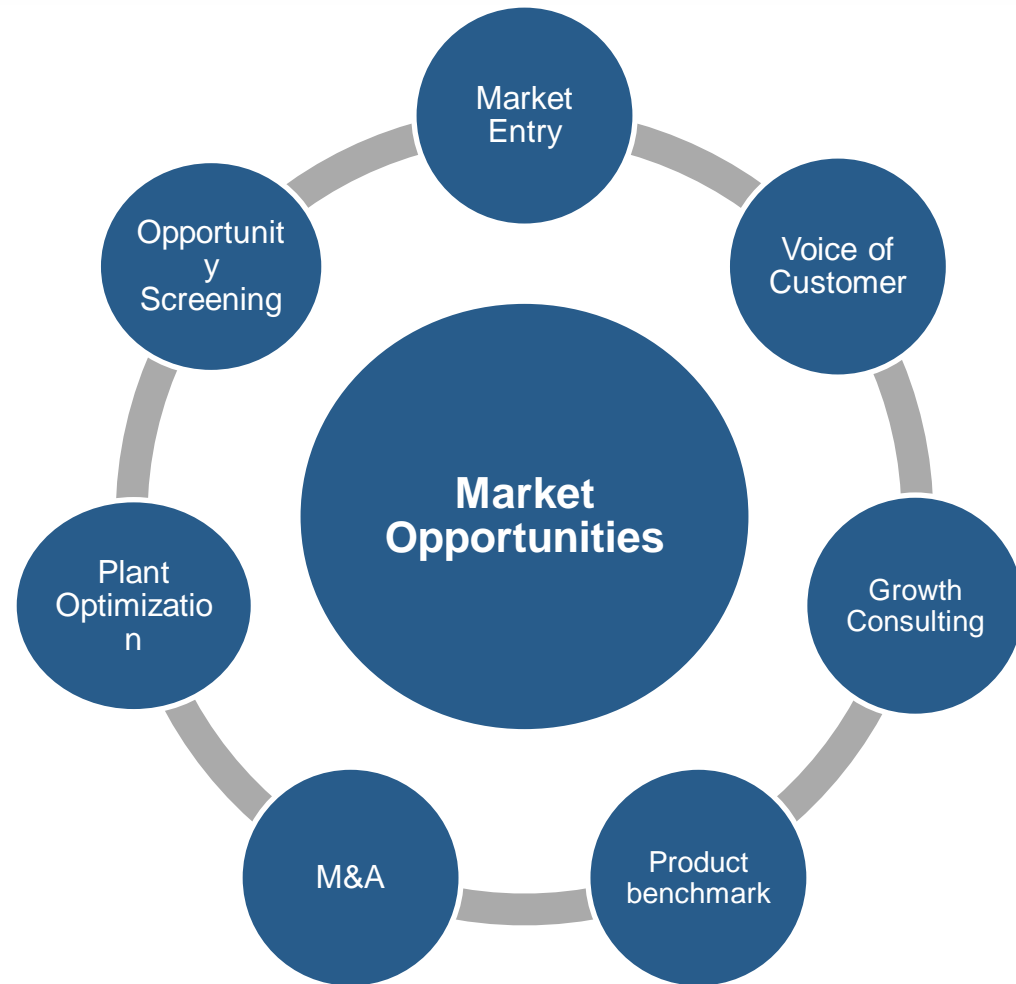 Market
Entry
Voice of
Customer
Growth
Consulting
Product
benchmark
M&A
Plant
Optimizatio
n
Opportunit
y
Screening
Market
Opportunities